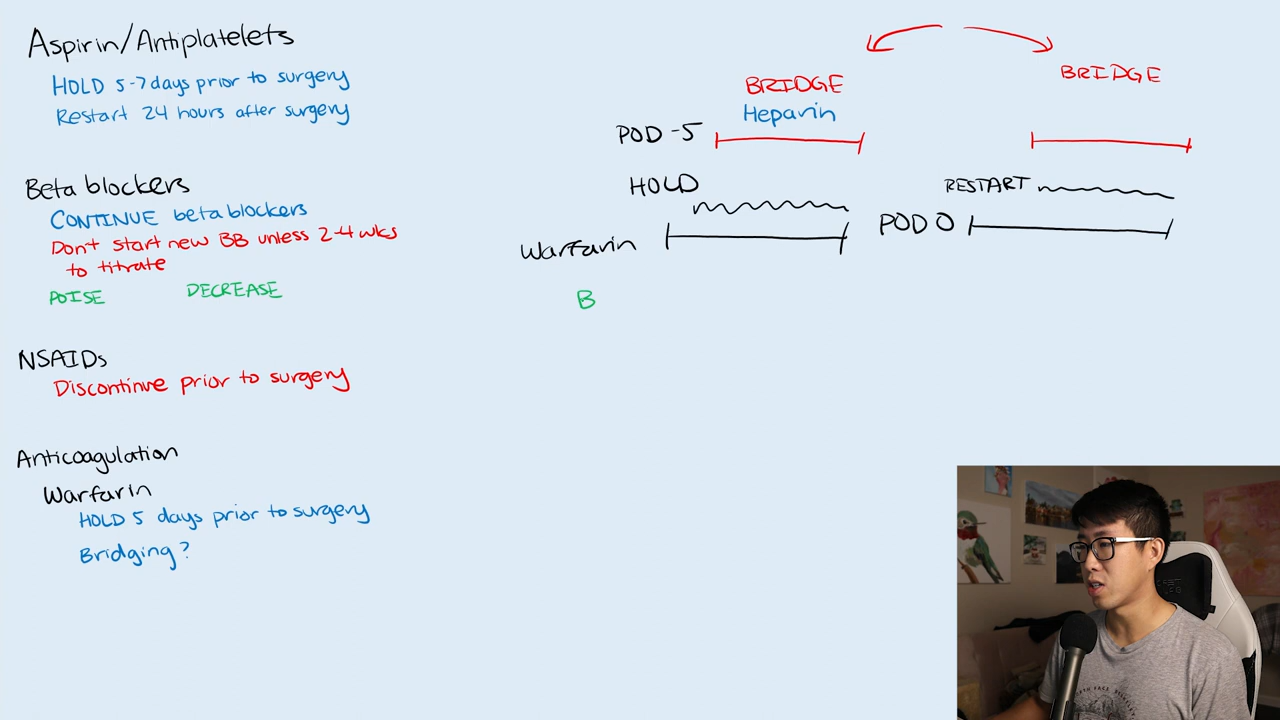 Aspirin/Antiplatelets
HOLD 5-7 days prior to surgery
Restart 24 hours after surgery
Beta blockers
CONTINUE beta blockers
Don't start new BB unless 2-4 wks
to titrate
POISE DECREASE
NSAIDs
Discontinue prior to surgery
Anticoagulation
Warfarin
HOLD 5 days prior to surgery
Bridging?
BRIDGE
Heparin
POD -5
HOLD
Warfarin
B
BRIDGE
RESTART
POD 0